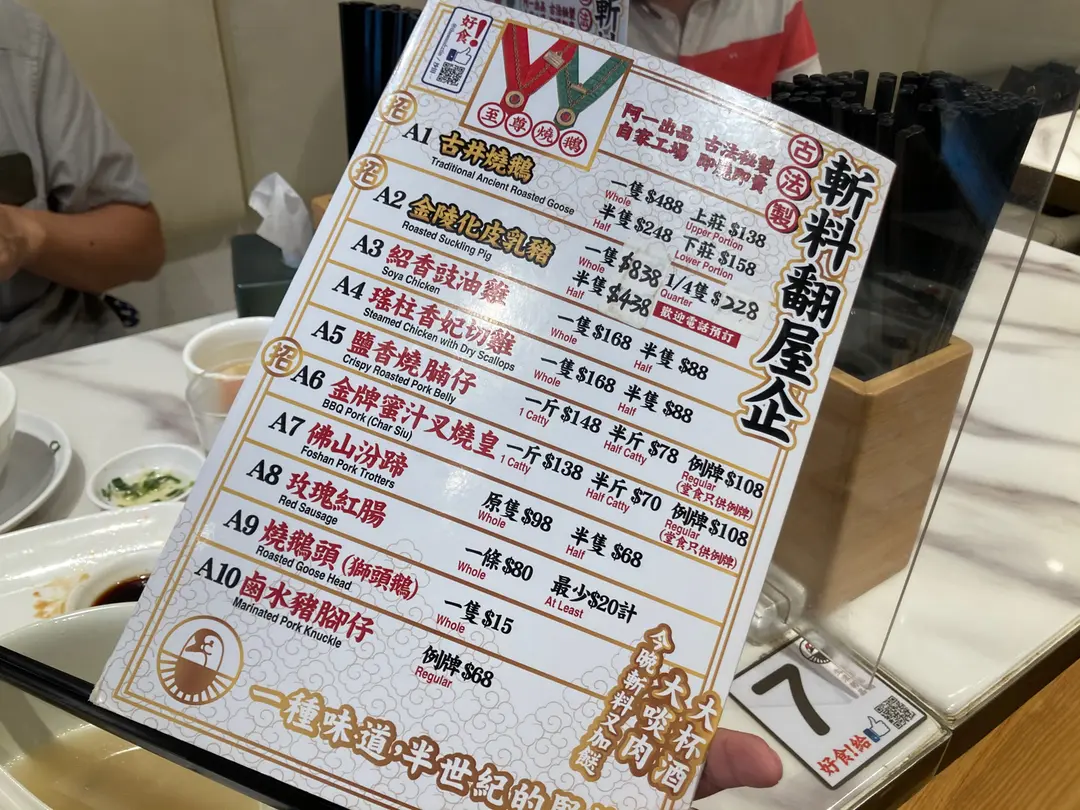 好食!
至尊燒鵝
阿一出品 古法秘製
自家工場 即燒即賣
古法製
斬料翻屋企
招
A1 古井燒鵝
Traditional Ancient Roasted Goose
一隻 $488 上莊 $138
Whole Upper Portion
半隻 $248 下莊 $158
Half Lower Portion
招
A2 金陸化皮乳豬
Roasted Suckling Pig
一隻 $838 1/4隻 $228
Whole Quarter
半隻 $438 歡迎電話預訂
Half
A3 紹香豉油雞
Soya Chicken
一隻 $168 半隻 $88
Whole Half
A4 瑤柱香妃切雞
Steamed Chicken with Dry Scallops
一隻 $168 半隻 $88
Whole Half
A5 鹽香燒腩仔
Crispy Roasted Pork Belly
一斤 $148 半斤 $78 例牌 $108
1 Catty Half Catty Regular
(堂食只供例牌)
招
A6 金牌蜜汁叉燒皇
BBQ Pork (Char Siu)
一斤 $138 半斤 $70 例牌 $108
1 Catty Half Catty Regular
(堂食只供例牌)
A7 佛山汾蹄
Foshan Pork Trotters
原隻 $98 半隻 $68
Whole Half
A8 玫瑰紅腸
Red Sausage
一條 $80 最少 $20計
Whole At Least
A9 燒鵝頭 (獅頭鵝)
Roasted Goose Head
一隻 $15
Whole
A10 鹵水豬腳仔
Marinated Pork Knuckle
例牌 $68
Regular
大杯酒
大啖肉
今晚斬料又加餸
一種味道,半世紀的
好食!給